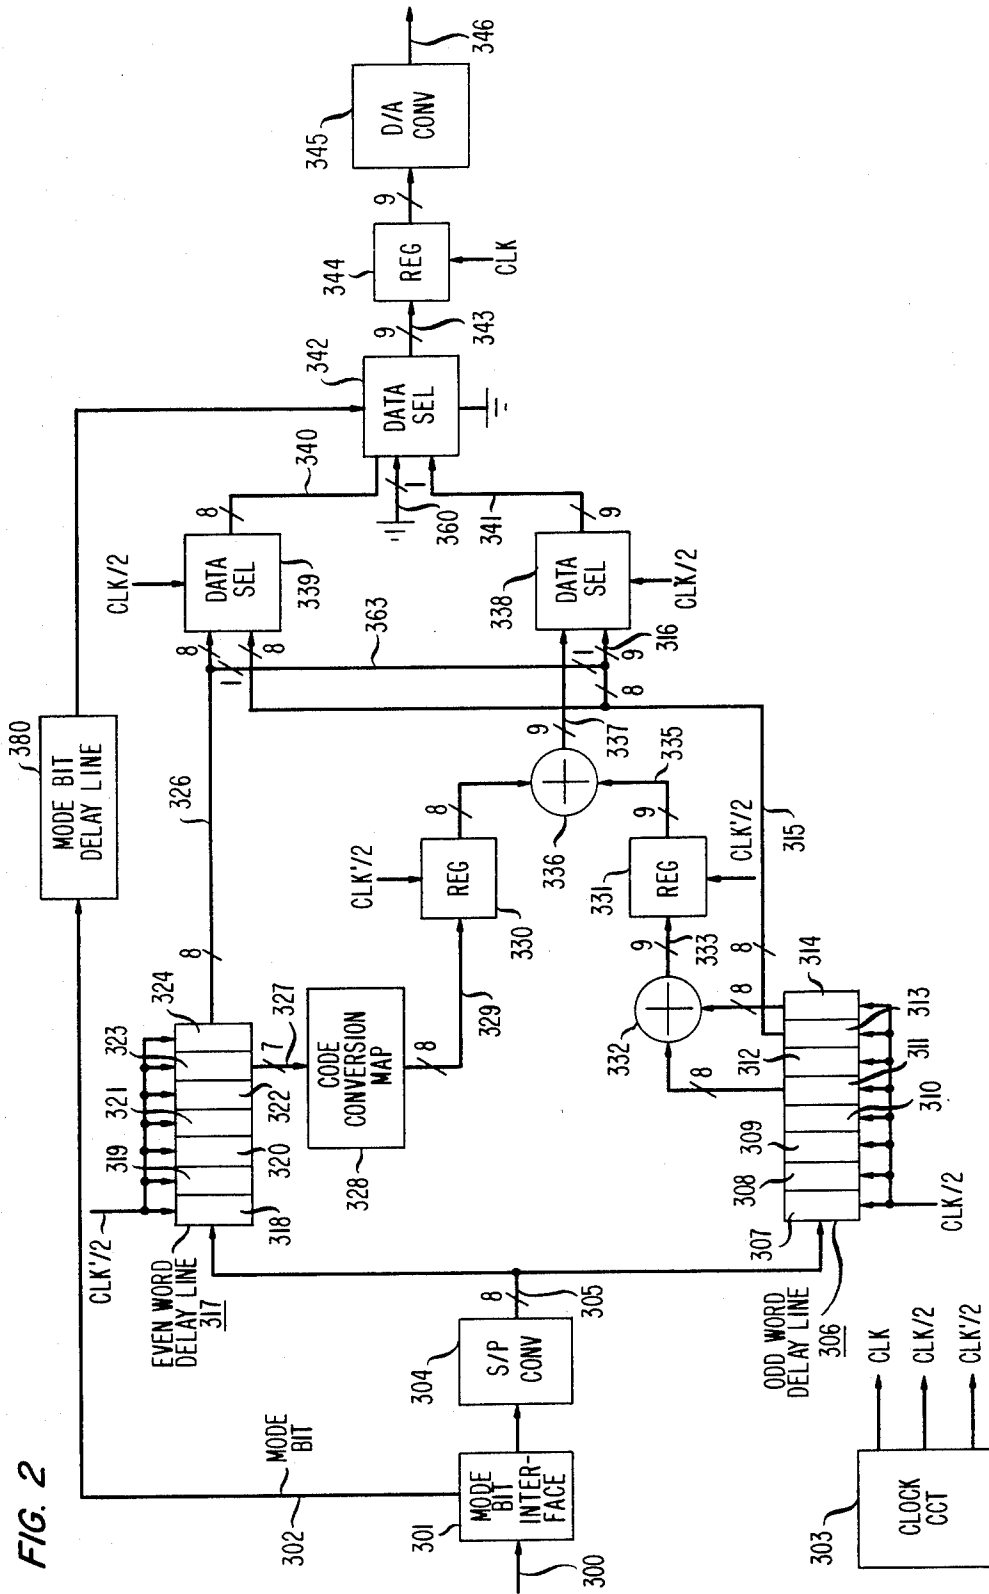 FIG. 2
300
301
MODE
BIT
INTER-
FACE
302
MODE
BIT
304
S/P
CONV
8
305
303
CLOCK
CCT
CLK
CLK/2
CLK'/2
EVEN WORD
DELAY LINE
317
CLK'/2
318
319
320
321
322
323
324
8
326
7
327
CODE
CONVERSION
MAP
328
8
329
ODD WORD
DELAY LINE
306
307
308
309
310
311
312
313
314
CLK/2
8
8
8
315
332
9
333
CLK'/2
REG
330
8
331
REG
CLK'/2
9
335
336
9
337
380
MODE BIT
DELAY LINE
8
1
8
363
1
8
9
316
CLK/2
DATA
SEL
339
8
340
338
DATA
SEL
CLK/2
9
341
1
360
342
DATA
SEL
9
343
344
REG
CLK
9
345
D/A
CONV
346